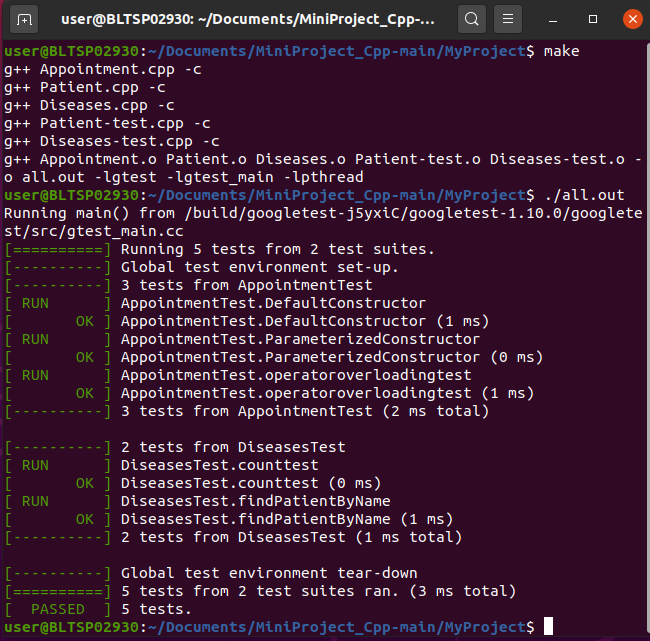 user@BLTSP02930: ~/Documents/MiniProject_Cpp-...
user@BLTSP02930:~/Documents/MiniProject_Cpp-main/MyProject$ make
g++ Appointment.cpp -c
g++ Patient.cpp -c
g++ Diseases.cpp -c
g++ Patient-test.cpp -c
g++ Diseases-test.cpp -c
g++ Appointment.o Patient.o Diseases.o Patient-test.o Diseases-test.o -
o all.out -lgtest -lgtest_main -lpthread
user@BLTSP02930:~/Documents/MiniProject_Cpp-main/MyProject$ ./all.out
Running main() from /build/googletest-j5yxiC/googletest-1.10.0/googlete
st/src/gtest_main.cc
[==========] Running 5 tests from 2 test suites.
[----------] Global test environment set-up.
[----------] 3 tests from AppointmentTest
[ RUN      ] AppointmentTest.DefaultConstructor
[       OK ] AppointmentTest.DefaultConstructor (1 ms)
[ RUN      ] AppointmentTest.ParameterizedConstructor
[       OK ] AppointmentTest.ParameterizedConstructor (0 ms)
[ RUN      ] AppointmentTest.operatoroverloadingtest
[       OK ] AppointmentTest.operatoroverloadingtest (1 ms)
[----------] 3 tests from AppointmentTest (2 ms total)

[----------] 2 tests from DiseasesTest
[ RUN      ] DiseasesTest.counttest
[       OK ] DiseasesTest.counttest (0 ms)
[ RUN      ] DiseasesTest.findPatientByName
[       OK ] DiseasesTest.findPatientByName (1 ms)
[----------] 2 tests from DiseasesTest (1 ms total)

[----------] Global test environment tear-down
[==========] 5 tests from 2 test suites ran. (3 ms total)
[  PASSED  ] 5 tests.
user@BLTSP02930:~/Documents/MiniProject_Cpp-main/MyProject$